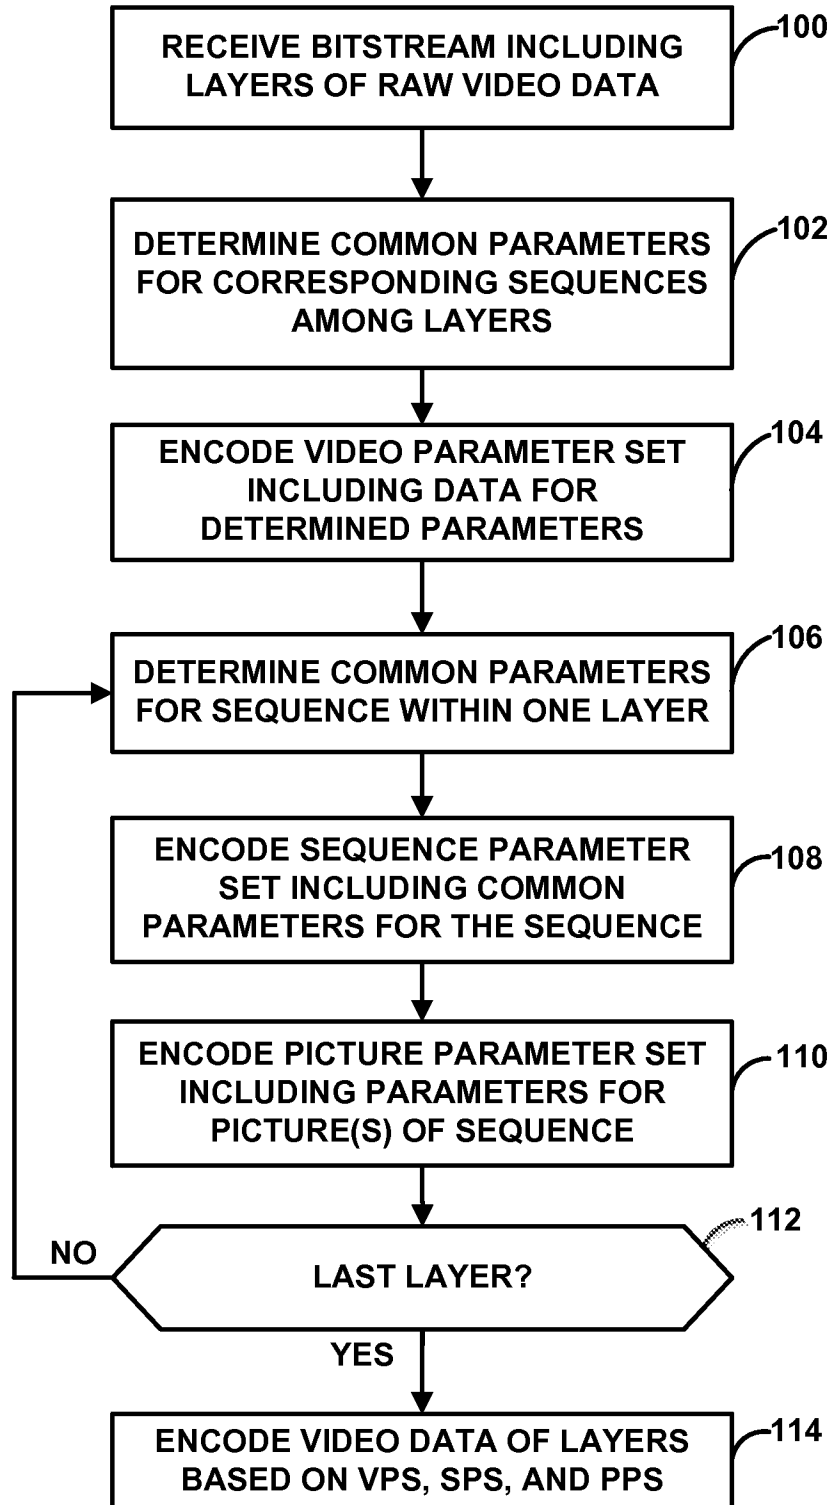 RECEIVE BITSTREAM INCLUDING
LAYERS OF RAW VIDEO DATA
100
DETERMINE COMMON PARAMETERS
FOR CORRESPONDING SEQUENCES
AMONG LAYERS
102
ENCODE VIDEO PARAMETER SET
INCLUDING DATA FOR
DETERMINED PARAMETERS
104
DETERMINE COMMON PARAMETERS
FOR SEQUENCE WITHIN ONE LAYER
106
ENCODE SEQUENCE PARAMETER
SET INCLUDING COMMON
PARAMETERS FOR THE SEQUENCE
108
ENCODE PICTURE PARAMETER SET
INCLUDING PARAMETERS FOR
PICTURE(S) OF SEQUENCE
110
LAST LAYER?
112
NO
YES
ENCODE VIDEO DATA OF LAYERS
BASED ON VPS, SPS, AND PPS
114